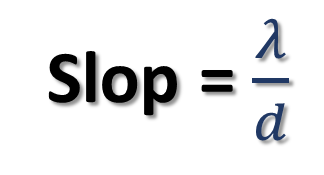 Slop = λ/d